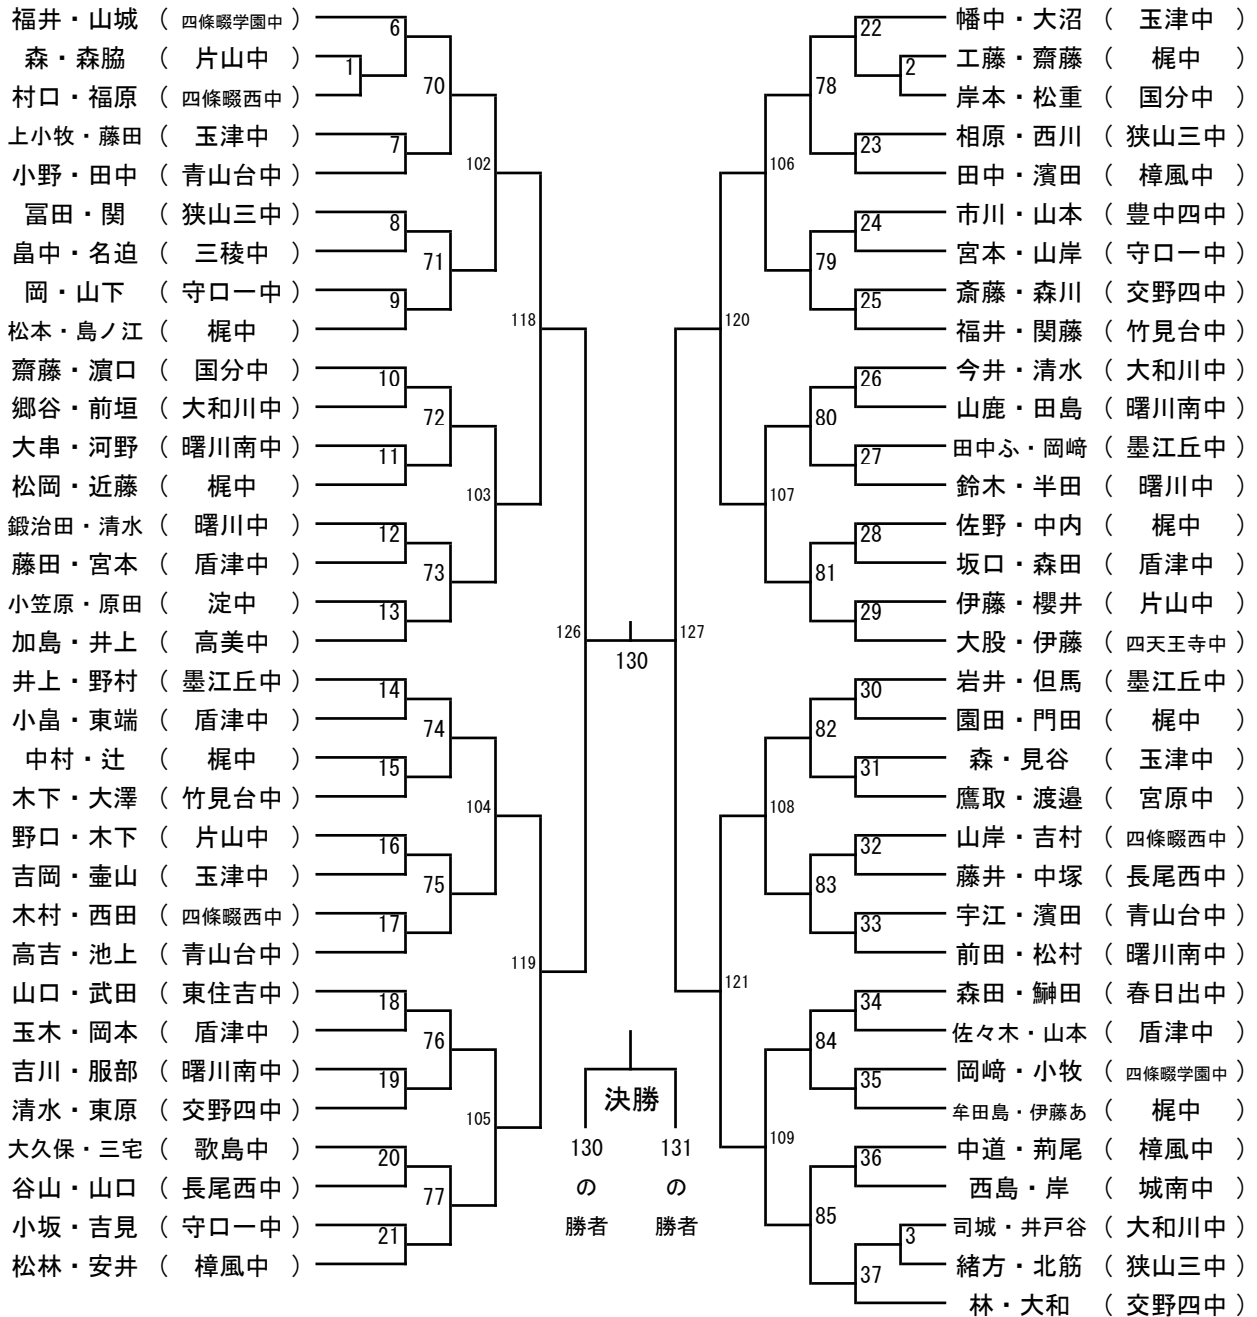 福井・山城 （ 四條畷学園中 ）
森・森脇 （ 片山中 ）
村口・福原 （ 四條畷西中 ）
上小牧・藤田 （ 玉津中 ）
小野・田中 （ 青山台中 ）
冨田・関 （ 狭山三中 ）
畠中・名迫 （ 三稜中 ）
岡・山下 （ 守口一中 ）
松本・島ノ江 （ 梶中 ）
齋藤・濵口 （ 国分中 ）
郷谷・前垣 （ 大和川中 ）
大串・河野 （ 曙川南中 ）
松岡・近藤 （ 梶中 ）
鍛治田・清水 （ 曙川中 ）
藤田・宮本 （ 盾津中 ）
小笠原・原田 （ 淀中 ）
加島・井上 （ 高美中 ）
井上・野村 （ 墨江丘中 ）
小畠・東端 （ 盾津中 ）
中村・辻 （ 梶中 ）
木下・大澤 （ 竹見台中 ）
野口・木下 （ 片山中 ）
吉岡・壷山 （ 玉津中 ）
木村・西田 （ 四條畷西中 ）
高吉・池上 （ 青山台中 ）
山口・武田 （ 東住吉中 ）
玉木・岡本 （ 盾津中 ）
吉川・服部 （ 曙川南中 ）
清水・東原 （ 交野四中 ）
大久保・三宅 （ 歌島中 ）
谷山・山口 （ 長尾西中 ）
小坂・吉見 （ 守口一中 ）
松林・安井 （ 樟風中 ）
1
6
7
8
9
10
11
12
13
14
15
16
17
18
19
20
21
70
71
72
73
74
75
76
77
102
103
104
105
118
119
126
130
127
120
121
決勝
130 の 勝者
131 の 勝者
106
107
108
109
78
79
80
81
82
83
84
85
22
23
24
25
26
27
28
29
30
31
32
33
34
35
36
37
2
3
幡中・大沼 （ 玉津中 ）
工藤・齋藤 （ 梶中 ）
岸本・松重 （ 国分中 ）
相原・西川 （ 狭山三中 ）
田中・濱田 （ 樟風中 ）
市川・山本 （ 豊中四中 ）
宮本・山岸 （ 守口一中 ）
斎藤・森川 （ 交野四中 ）
福井・関藤 （ 竹見台中 ）
今井・清水 （ 大和川中 ）
山鹿・田島 （ 曙川南中 ）
田中ふ・岡﨑 （ 墨江丘中 ）
鈴木・半田 （ 曙川中 ）
佐野・中内 （ 梶中 ）
坂口・森田 （ 盾津中 ）
伊藤・櫻井 （ 片山中 ）
大股・伊藤 （ 四天王寺中 ）
岩井・但馬 （ 墨江丘中 ）
園田・門田 （ 梶中 ）
森・見谷 （ 玉津中 ）
鷹取・渡邉 （ 宮原中 ）
山岸・吉村 （ 四條畷西中 ）
藤井・中塚 （ 長尾西中 ）
宇江・濱田 （ 青山台中 ）
前田・松村 （ 曙川南中 ）
森田・鰰田 （ 春日出中 ）
佐々木・山本 （ 盾津中 ）
岡﨑・小牧 （ 四條畷学園中 ）
牟田島・伊藤あ （ 梶中 ）
中道・荊尾 （ 樟風中 ）
西島・岸 （ 城南中 ）
司城・井戸谷 （ 大和川中 ）
緒方・北筋 （ 狭山三中 ）
林・大和 （ 交野四中 ）